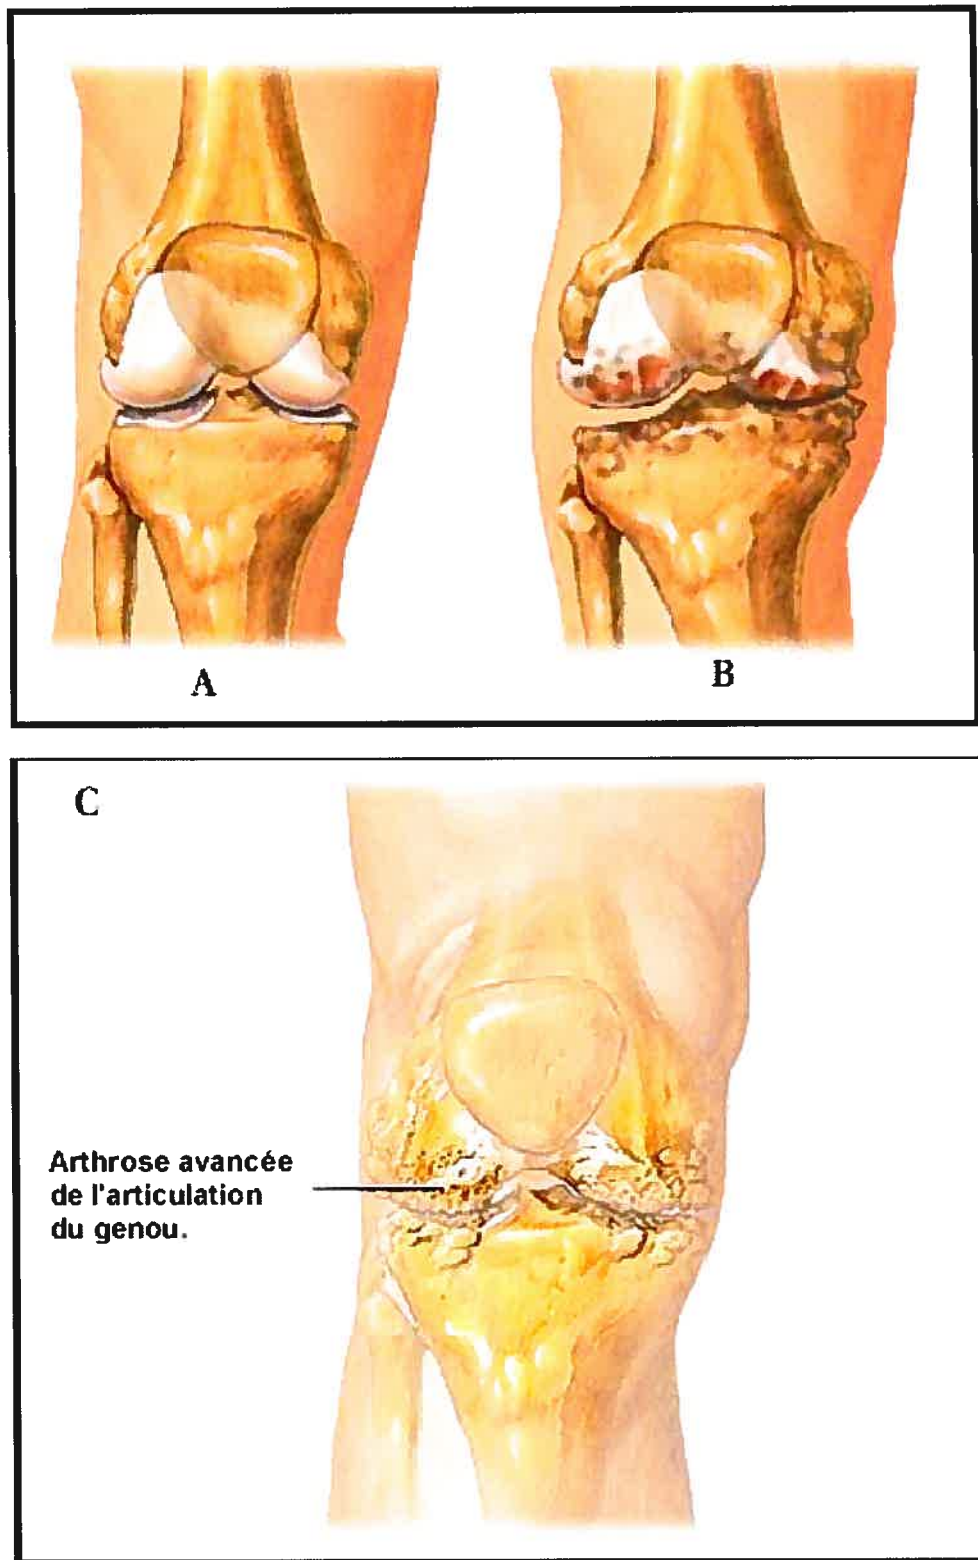 A
B
C
Arthrose avancée
de l'articulation
du genou.